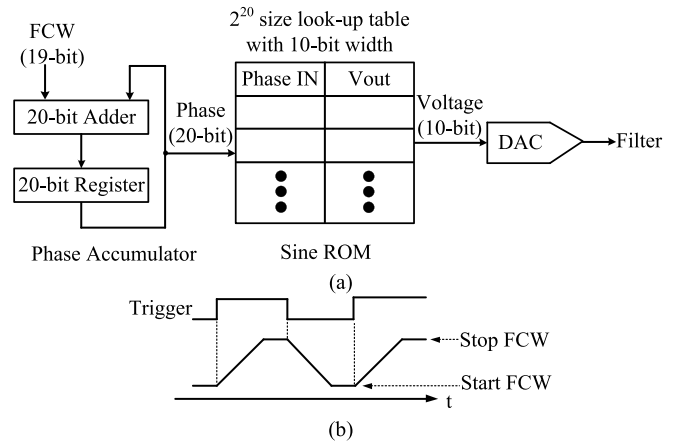 2^20 size look-up table
with 10-bit width
FCW
(19-bit)
20-bit Adder
20-bit Register
Phase Accumulator
Phase
(20-bit)
Phase IN
Vout
Sine ROM
Voltage
(10-bit)
DAC
Filter
(a)
Trigger
Stop FCW
Start FCW
t
(b)